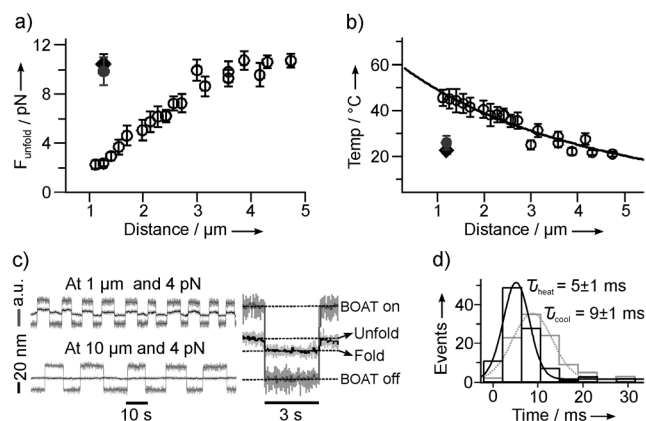 a)
12
8
4
0
F unfold / pN
1 2 3 4 5
Distance / µm
b)
60
40
20
Temp / °C
1 2 3 4 5
Distance / µm
c)
a.u.
20 nm
At 1 µm and 4 pN
At 10 µm and 4 pN
10 s
BOAT on
Unfold
Fold
BOAT off
3 s
d)
τheat = 5±1 ms
τcool = 9±1 ms
Events
40
20
0
0 10 20 30
Time / ms